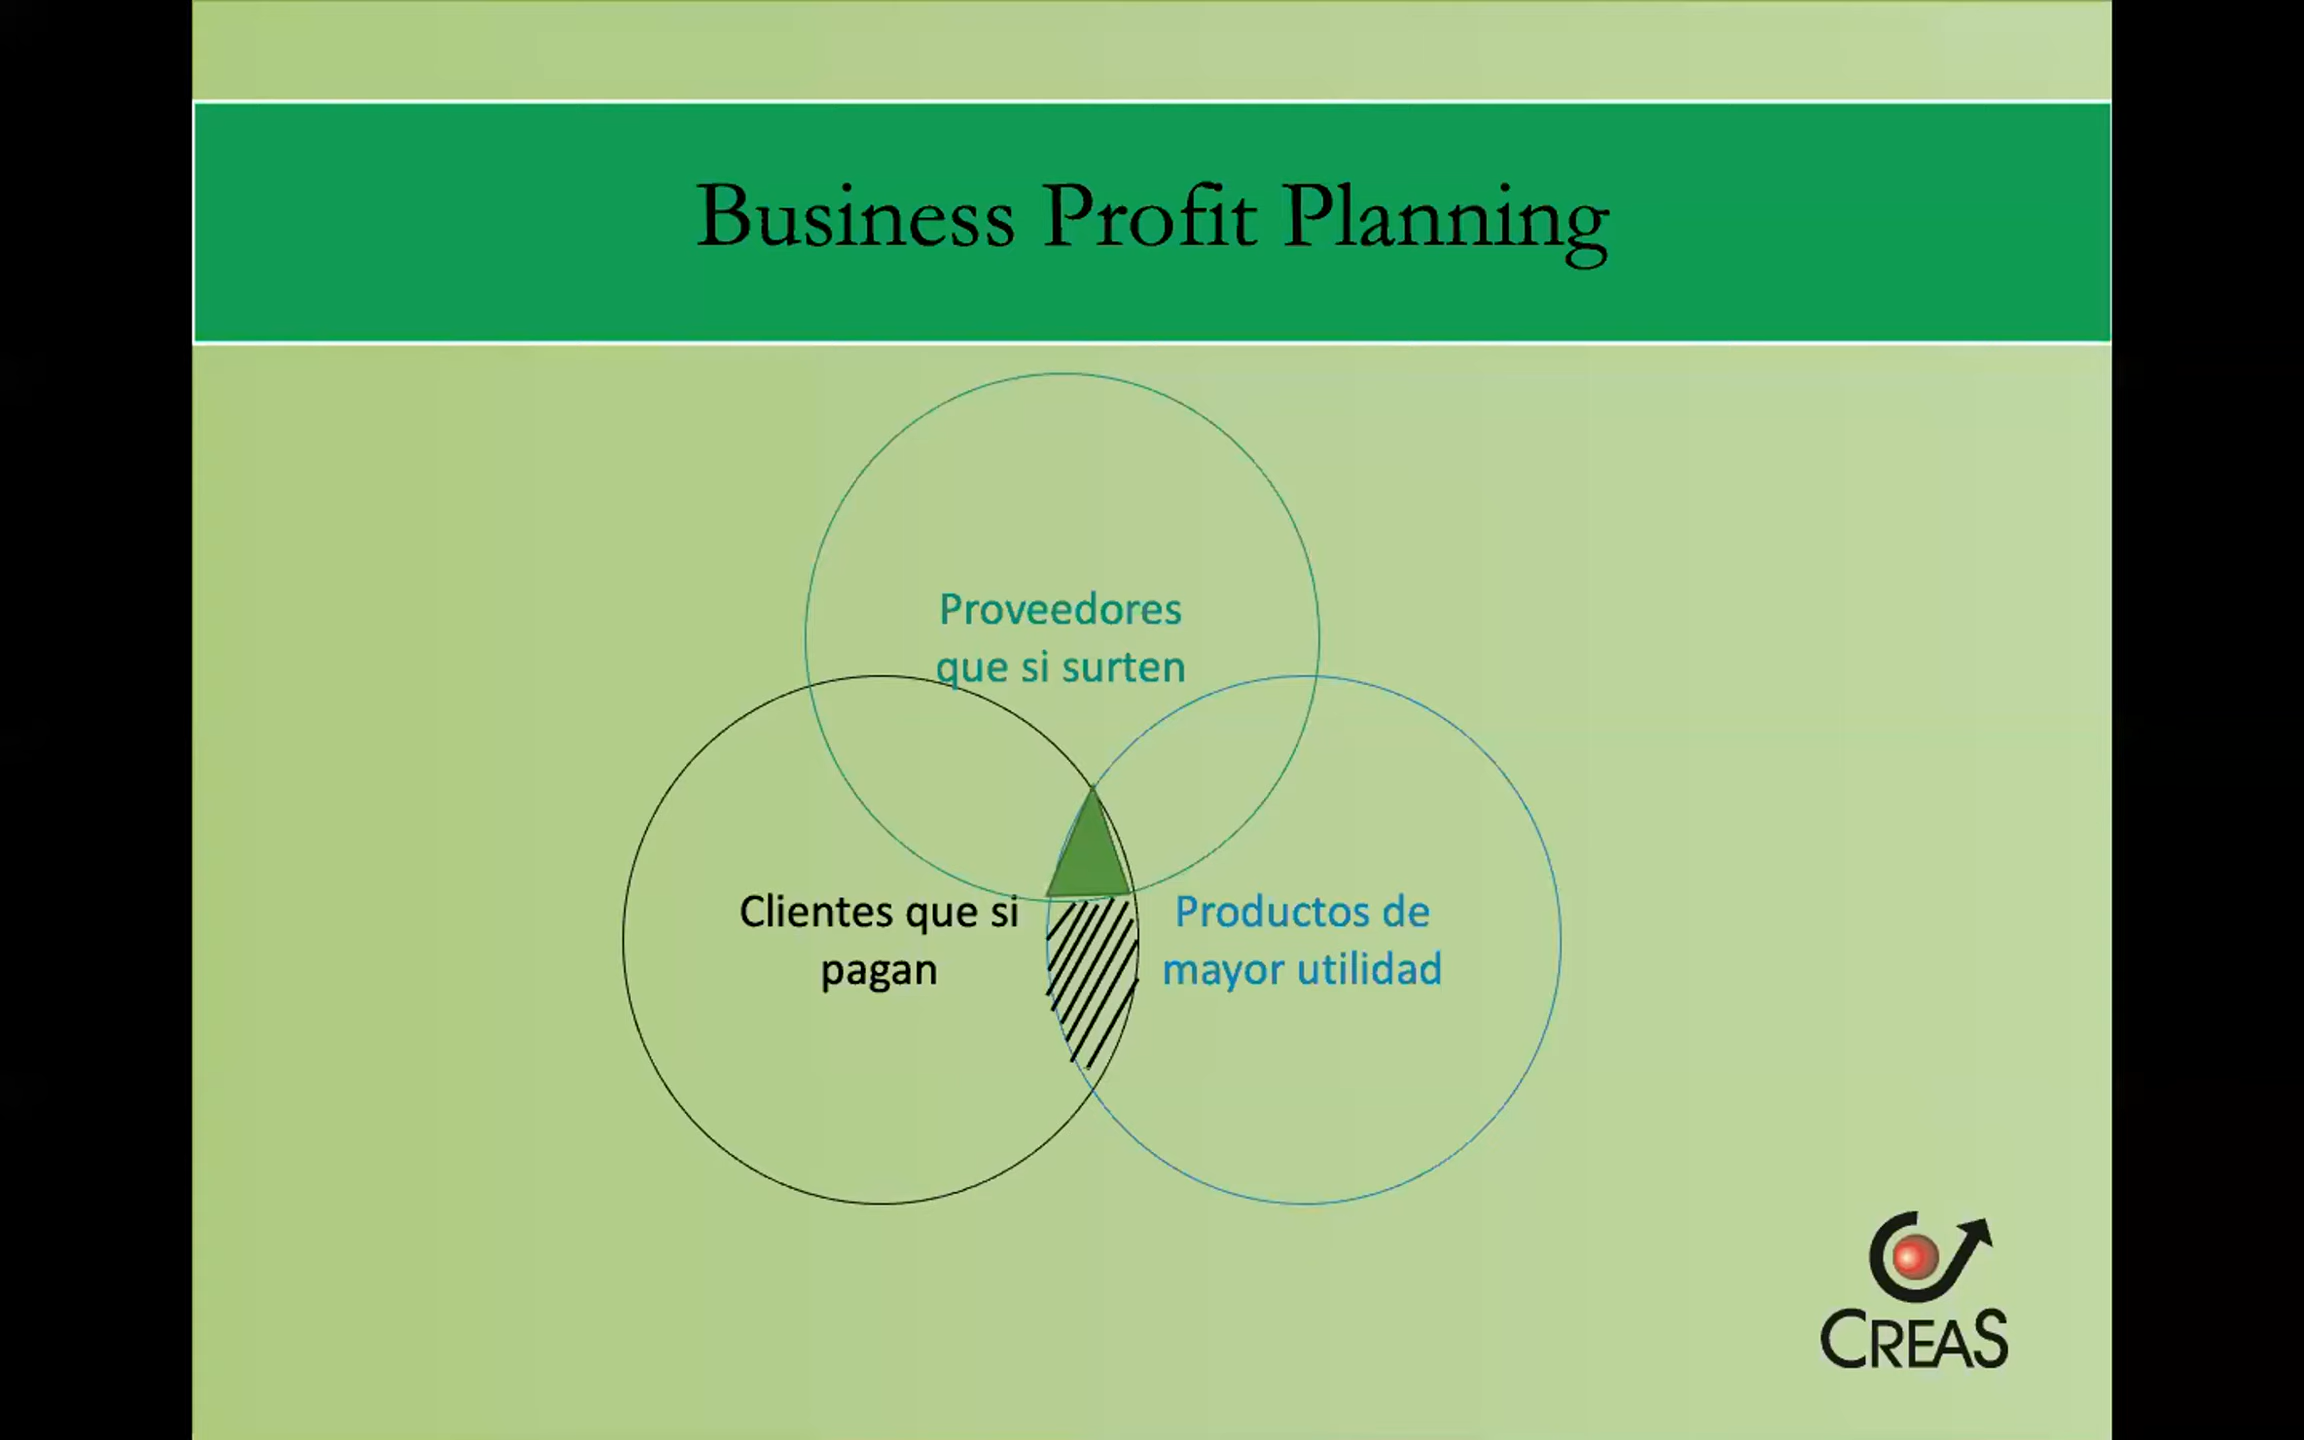 Business Profit Planning
Proveedores
que si surten
Clientes que si
pagan
Productos de
mayor utilidad
CREAS